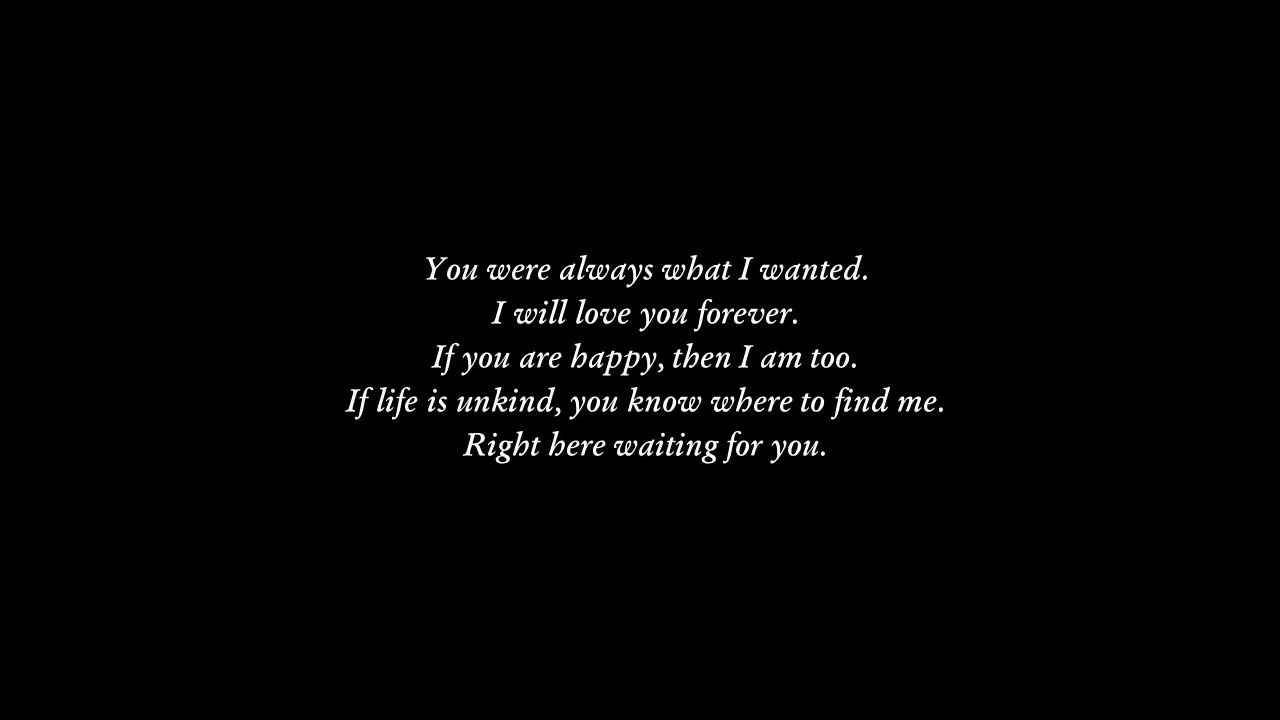 You were always what I wanted.
I will love you forever.
If you are happy, then I am too.
If life is unkind, you know where to find me.
Right here waiting for you.